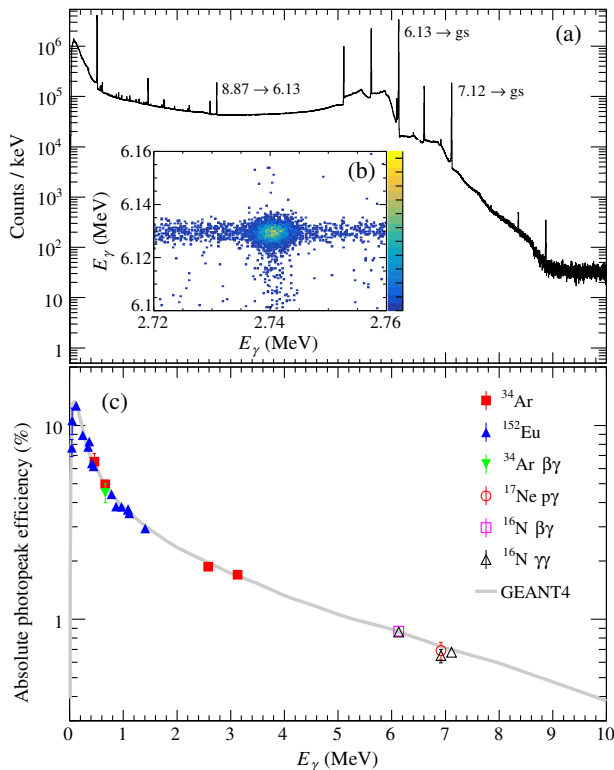 (a)
6.13 → gs
8.87 → 6.13
7.12 → gs
Counts / keV
10⁶
10⁵
10⁴
10³
10²
10
1
(b)
6.16
6.14
6.12
6.1
Eγ (MeV)
2.72 2.74 2.76
Eγ (MeV)
(c)
³⁴Ar
¹⁵²Eu
³⁴Ar βγ
¹⁷Ne pγ
¹⁶N βγ
¹⁶N γγ
GEANT4
Absolute photopeak efficiency (%)
10
1
0 1 2 3 4 5 6 7 8 9 10
Eγ (MeV)